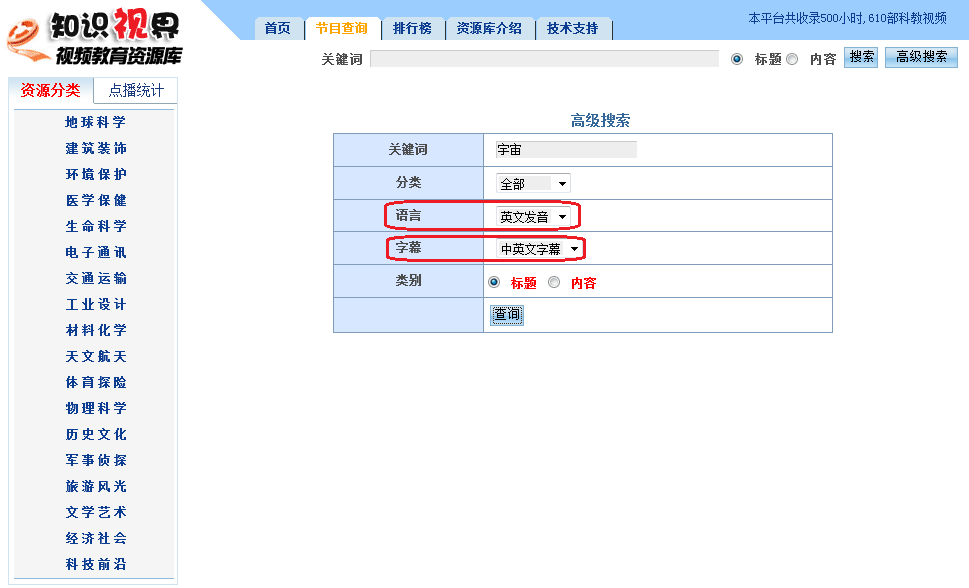 知识视界
视频教育资源库
首页 节目查询 排行榜 资源库介绍 技术支持
本平台共收录500小时, 610部科教视频
关键词 标题 内容 搜索 高级搜索
资源分类 点播统计
地球科学
建筑装饰
环境保护
医学保健
生命科学
电子通讯
交通运输
工业设计
材料化学
天文航天
体育探险
物理科学
历史文化
军事侦探
旅游风光
文学艺术
经济社会
科技前沿
高级搜索
关键词 宇宙
分类 全部
语言 英文发音
字幕 中英文字幕
类别 标题 内容
查询